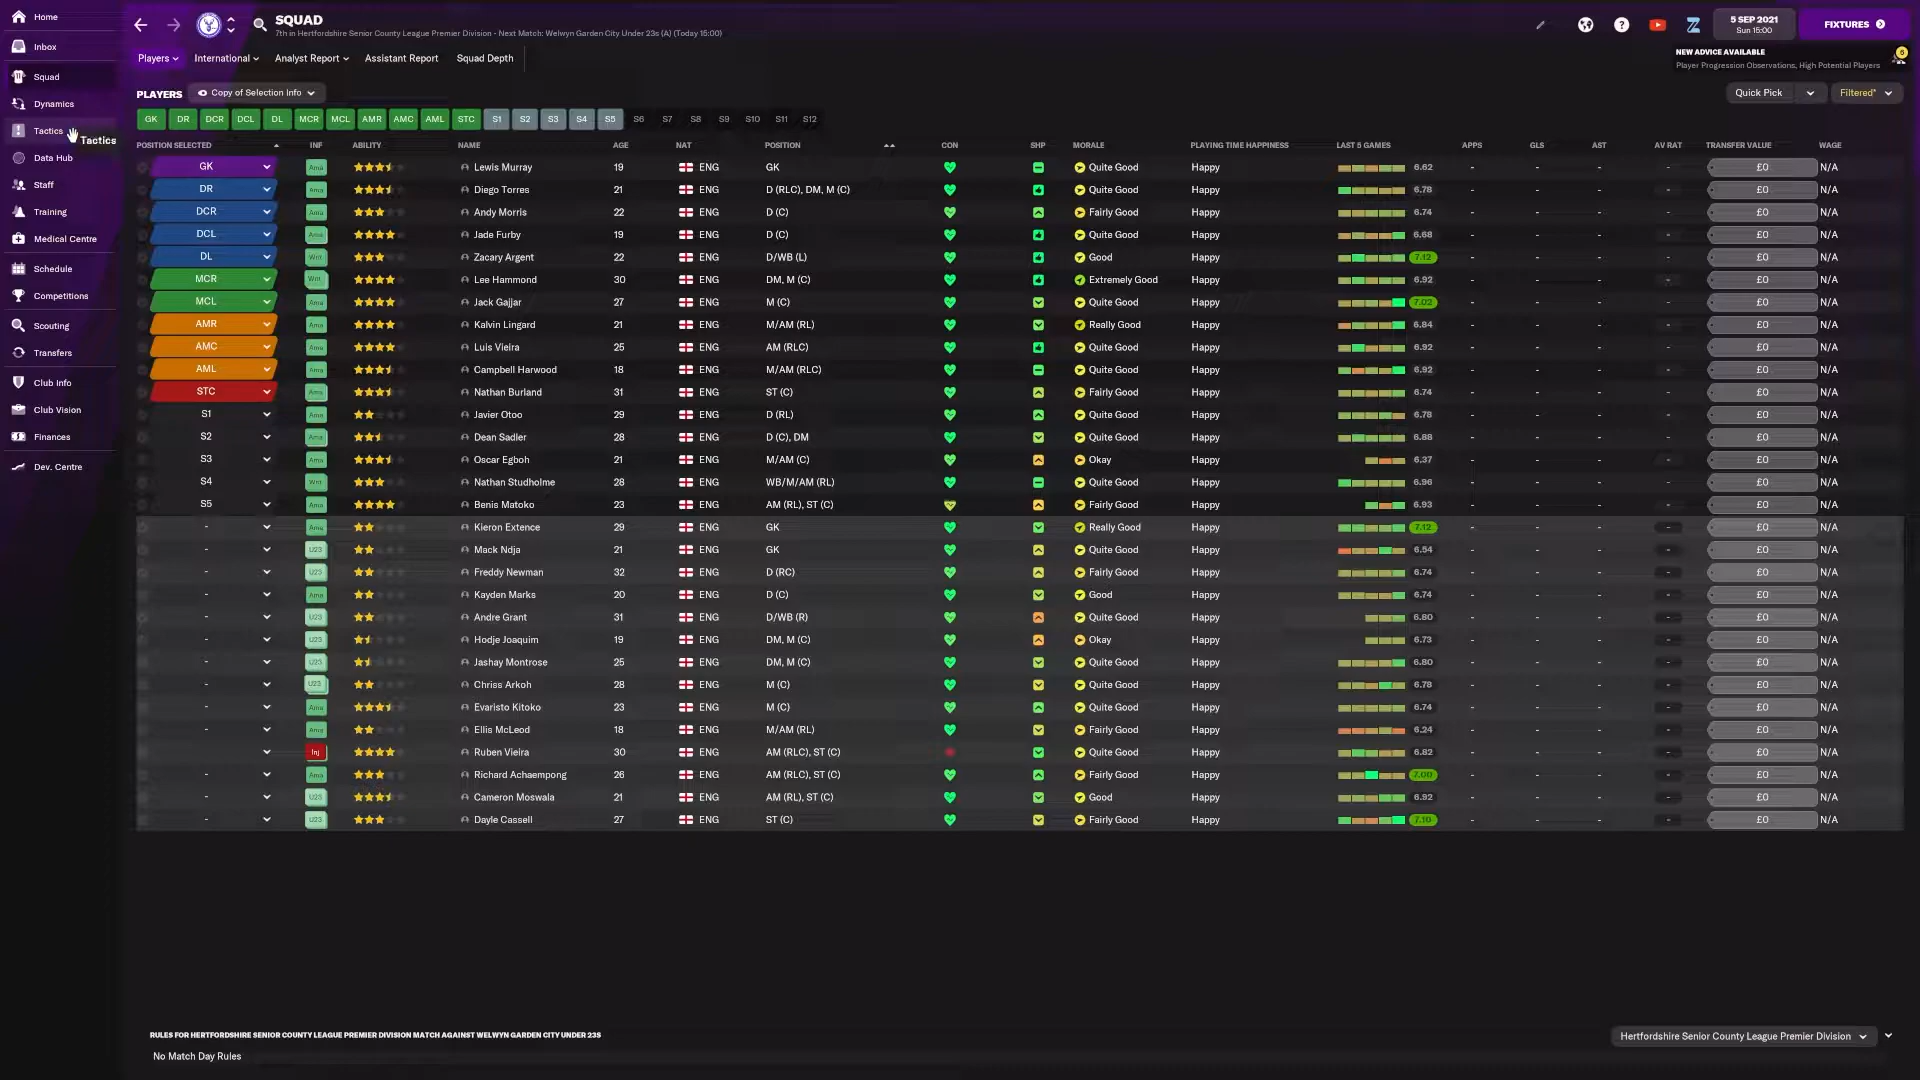 Home
Inbox
Squad
Dynamics
Tactics
Tactics
Data Hub
Staff
Training
Medical Centre
Schedule
Competitions
Scouting
Transfers
Club Info
Club Vision
Finances
Dev. Centre
SQUAD
7th in Hertfordshire Senior County League Premier Division - Next Match: Welwyn Garden City Under 23s (A) (Today 15:00)
5 SEP 2021
Sun 15:00
FIXTURES
Players International Analyst Report Assistant Report Squad Depth
NEW ADVICE AVAILABLE
Player Progression Observations, High Potential Players
6
PLAYERS Copy of Selection Info Quick Pick Filtered*
GK DR DCR DCL DL MCR MCL AMR AMC AML STC S1 S2 S3 S4 S5 S6 S7 S8 S9 S10 S11 S12
POSITION SELECTED INF ABILITY NAME AGE NAT POSITION CON SHP MORALE PLAYING TIME HAPPINESS LAST 5 GAMES APPS GLS AST AV RAT TRANSFER VALUE WAGE
GK Ama Lewis Murray 19 ENG GK Quite Good Happy 6.62 - - - - £0 N/A
DR Ama Diego Torres 21 ENG D (RLC), DM, M (C) Quite Good Happy 6.78 - - - - £0 N/A
DCR Ama Andy Morris 22 ENG D (C) Fairly Good Happy 6.74 - - - - £0 N/A
DCL Ama Jade Furby 19 ENG D (C) Quite Good Happy 6.68 - - - - £0 N/A
DL Wnt Zacary Argent 22 ENG D/WB (L) Good Happy 7.12 - - - - £0 N/A
MCR Wnt Lee Hammond 30 ENG DM, M (C) Extremely Good Happy 6.92 - - - - £0 N/A
MCL Ama Jack Gajjar 27 ENG M (C) Quite Good Happy 7.02 - - - - £0 N/A
AMR Ama Kalvin Lingard 21 ENG M/AM (RL) Really Good Happy 6.84 - - - - £0 N/A
AMC Ama Luis Vieira 25 ENG AM (RLC) Quite Good Happy 6.92 - - - - £0 N/A
AML Ama Campbell Harwood 18 ENG M/AM (RLC) Quite Good Happy 6.92 - - - - £0 N/A
STC Ama Nathan Burland 31 ENG ST (C) Fairly Good Happy 6.74 - - - - £0 N/A
S1 Ama Javier Otoo 29 ENG D (RL) Quite Good Happy 6.78 - - - - £0 N/A
S2 Ama Dean Sadler 28 ENG D (C), DM Quite Good Happy 6.88 - - - - £0 N/A
S3 Ama Oscar Egboh 21 ENG M/AM (C) Okay Happy 6.37 - - - - £0 N/A
S4 Wnt Nathan Studholme 28 ENG WB/M/AM (RL) Quite Good Happy 6.96 - - - - £0 N/A
S5 Ama Benis Matoko 23 ENG AM (RL), ST (C) Fairly Good Happy 6.93 - - - - £0 N/A
- Ama Kieron Extence 29 ENG GK Really Good Happy 7.12 - - - - £0 N/A
- U23 Mack Ndja 21 ENG GK Quite Good Happy 6.54 - - - - £0 N/A
- U23 Freddy Newman 32 ENG D (RC) Fairly Good Happy 6.74 - - - - £0 N/A
- Ama Kayden Marks 20 ENG D (C) Good Happy 6.74 - - - - £0 N/A
- U23 Andre Grant 31 ENG D/WB (R) Quite Good Happy 6.80 - - - - £0 N/A
- U23 Hodje Joaquim 19 ENG DM, M (C) Okay Happy 6.73 - - - - £0 N/A
- U23 Jashay Montrose 25 ENG DM, M (C) Quite Good Happy 6.80 - - - - £0 N/A
- U23 Chriss Arkoh 28 ENG M (C) Quite Good Happy 6.78 - - - - £0 N/A
- Ama Evaristo Kitoko 23 ENG M (C) Quite Good Happy 6.74 - - - - £0 N/A
- Ama Ellis McLeod 18 ENG M/AM (RL) Fairly Good Happy 6.24 - - - - £0 N/A
Inj Ruben Vieira 30 ENG AM (RLC), ST (C) Quite Good Happy 6.82 - - - - £0 N/A
- Ama Richard Achaempong 26 ENG AM (RLC), ST (C) Fairly Good Happy 7.00 - - - - £0 N/A
- U23 Cameron Moswala 21 ENG AM (RL), ST (C) Good Happy 6.92 - - - - £0 N/A
- U23 Dayle Cassell 27 ENG ST (C) Fairly Good Happy 7.10 - - - - £0 N/A
RULES FOR HERTFORDSHIRE SENIOR COUNTY LEAGUE PREMIER DIVISION MATCH AGAINST WELWYN GARDEN CITY UNDER 23S
Hertfordshire Senior County League Premier Division
No Match Day Rules